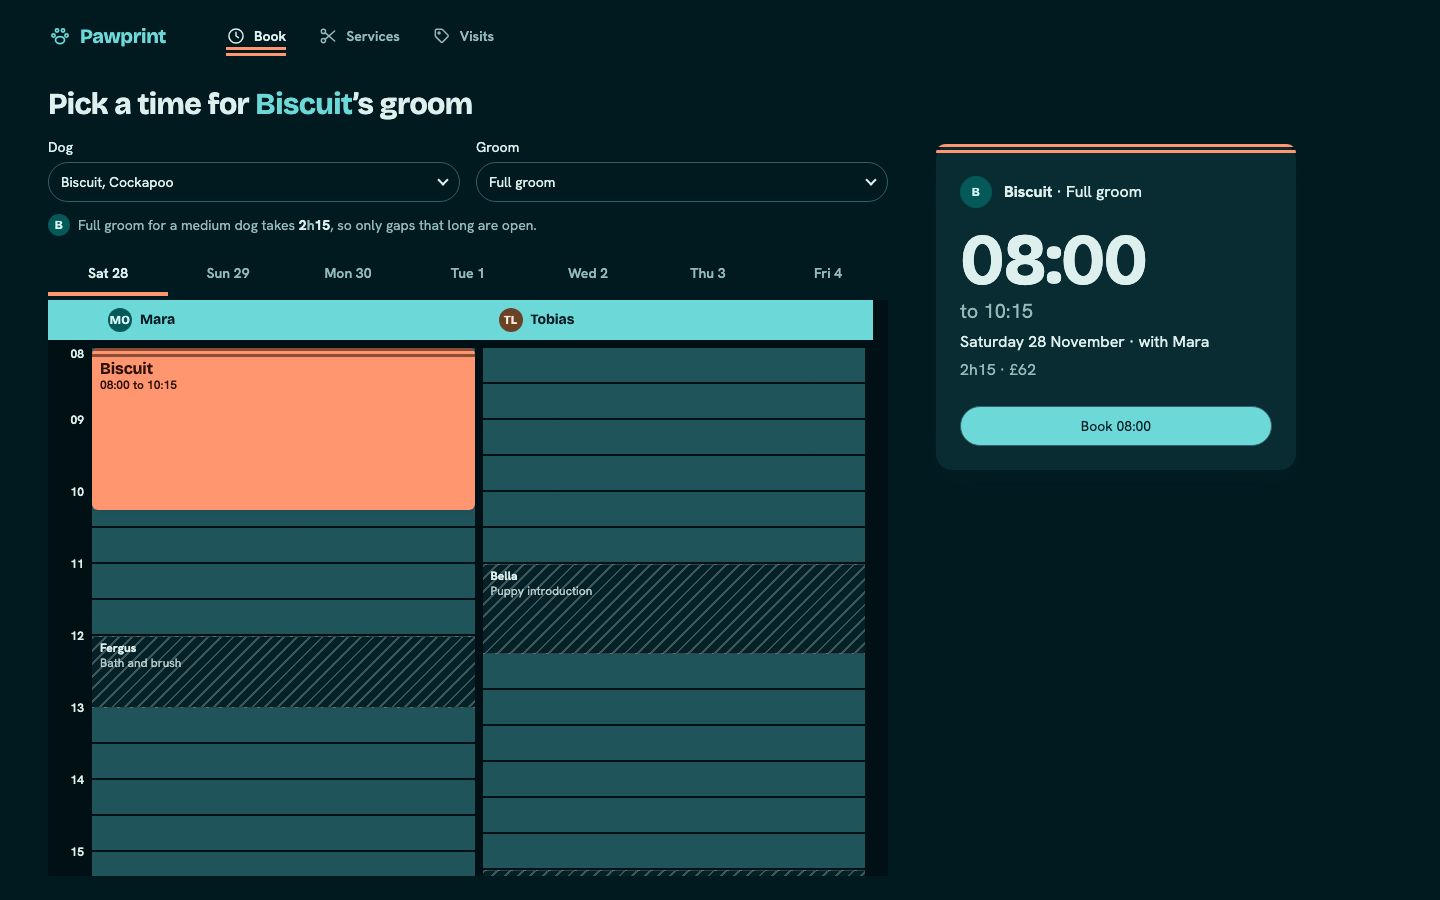 Pawprint
Book
Services
Visits
Pick a time for Biscuit's groom
Dog
Groom
Biscuit, Cockapoo
Full groom
B Full groom for a medium dog takes 2h15, so only gaps that long are open.
Sat 28
Sun 29
Mon 30
Tue 1
Wed 2
Thu 3
Fri 4
MO Mara
TL Tobias
08
Biscuit
08:00 to 10:15
09
10
11
Bella
Puppy introduction
12
Fergus
Bath and brush
13
14
15
B Biscuit · Full groom
08:00
to 10:15
Saturday 28 November · with Mara
2h15 · £62
Book 08:00